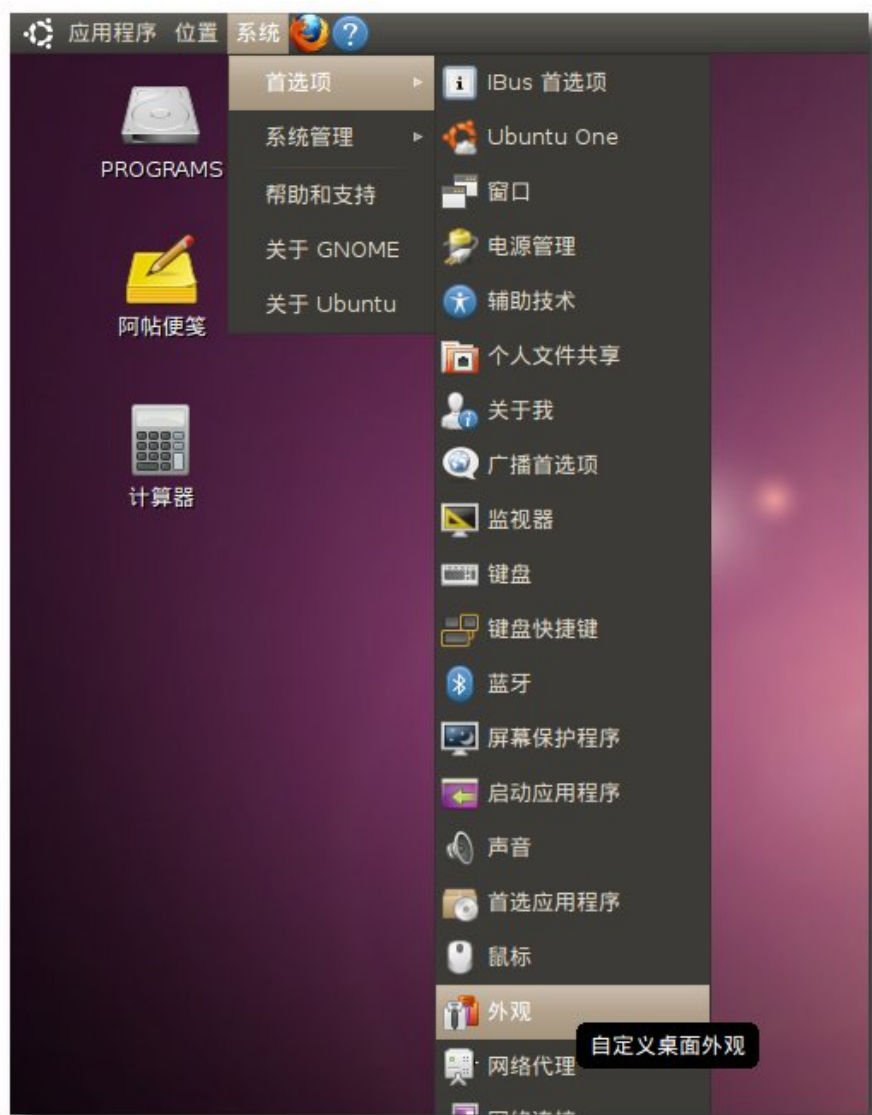 应用程序 位置 系统
首选项
系统管理
帮助和支持
关于 GNOME
关于 Ubuntu
PROGRAMS
阿帖便笺
计算器
IBus 首选项
Ubuntu One
窗口
电源管理
辅助技术
个人文件共享
关于我
广播首选项
监视器
键盘
键盘快捷键
蓝牙
屏幕保护程序
启动应用程序
声音
首选应用程序
鼠标
外观
自定义桌面外观
网络代理